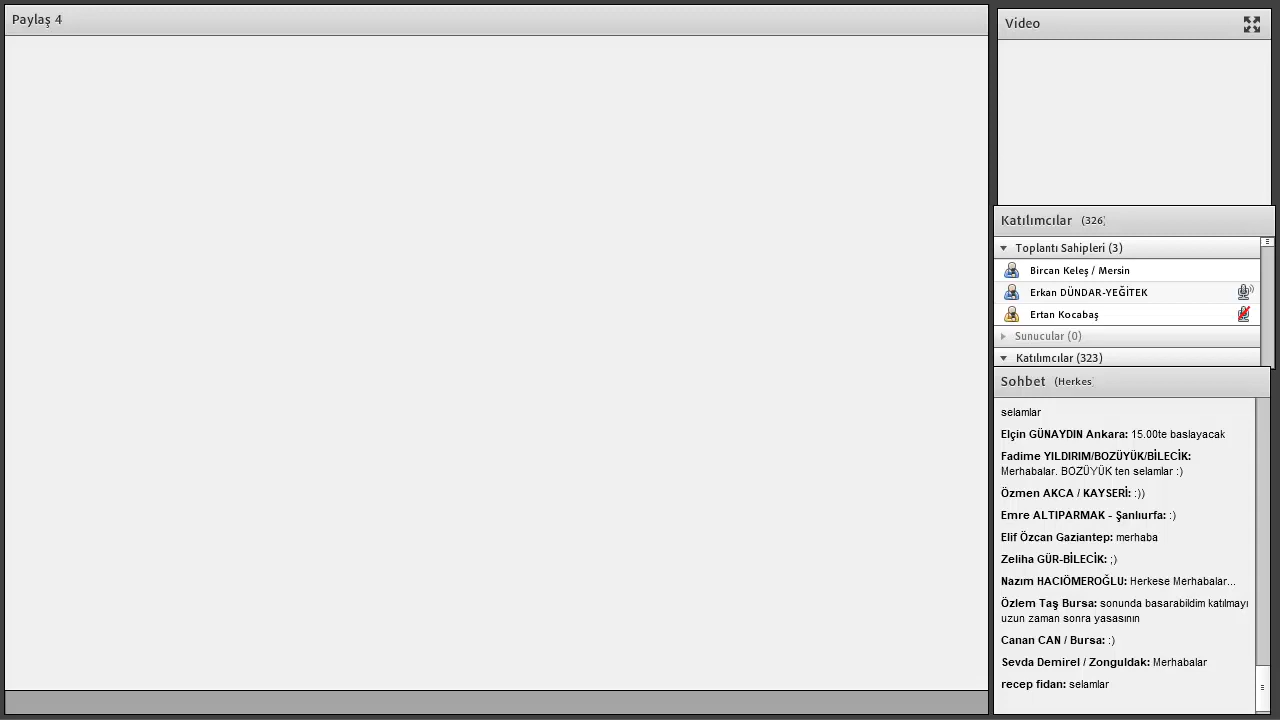 Paylaş 4
Video
Katılımcılar (326)
Toplantı Sahipleri (3)
Bircan Keleş / Mersin
Erkan DÜNDAR-YEĞİTEK
Ertan Kocabaş
Sunucular (0)
Katılımcılar (323)
Sohbet (Herkes)
selamlar
Elçin GÜNAYDIN Ankara: 15.00te baslayacak
Fadime YILDIRIM/BOZÜYÜK/BİLECİK:
Merhabalar. BOZÜYÜK ten selamlar :)
Özmen AKCA / KAYSERİ: :))
Emre ALTIPARMAK - Şanlıurfa: :)
Elif Özcan Gaziantep: merhaba
Zeliha GÜR-BİLECİK: ;)
Nazım HACIÖMEROĞLU: Herkese Merhabalar...
Özlem Taş Bursa: sonunda basarabildim katılmayı
uzun zaman sonra yasasının
Canan CAN / Bursa: :)
Sevda Demirel / Zonguldak: Merhabalar
recep fidan: selamlar